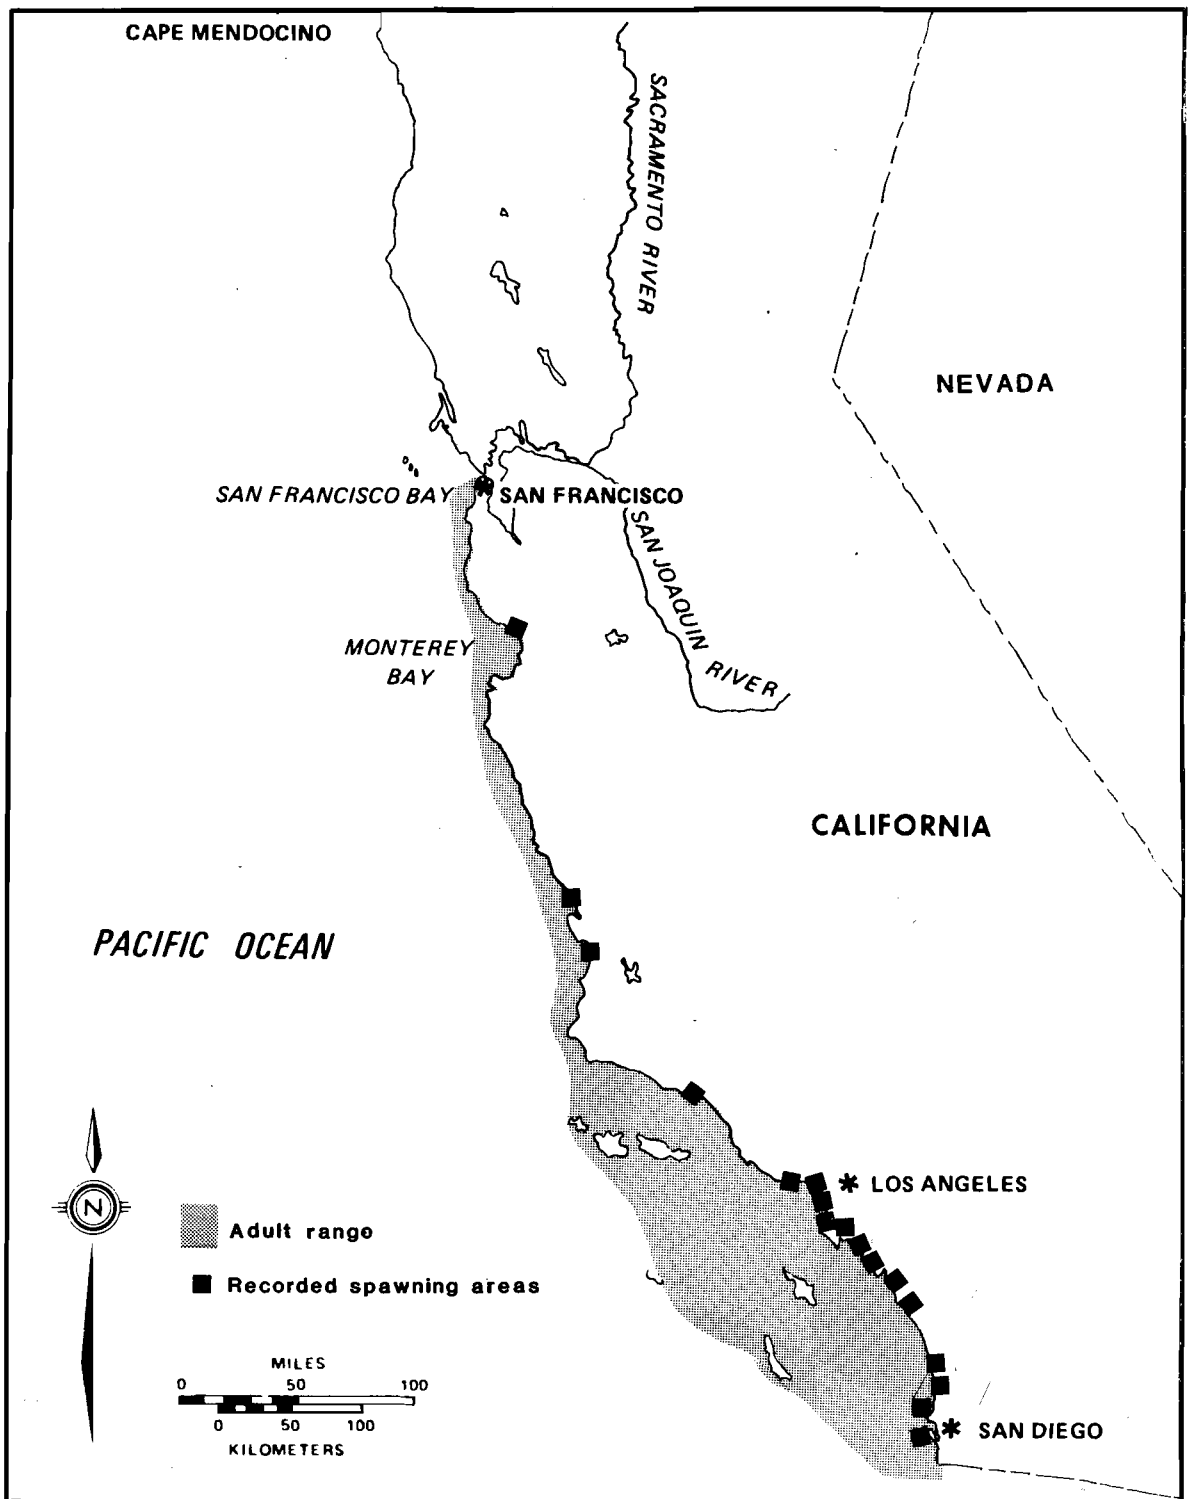 CAPE MENDOCINO
SACRAMENTO RIVER
NEVADA
SAN FRANCISCO BAY
SAN FRANCISCO
SAN JOAQUIN RIVER
MONTEREY
BAY
CALIFORNIA
PACIFIC OCEAN
LOS ANGELES
N
Adult range
Recorded spawning areas
MILES
0 50 100
0 50 100
KILOMETERS
SAN DIEGO